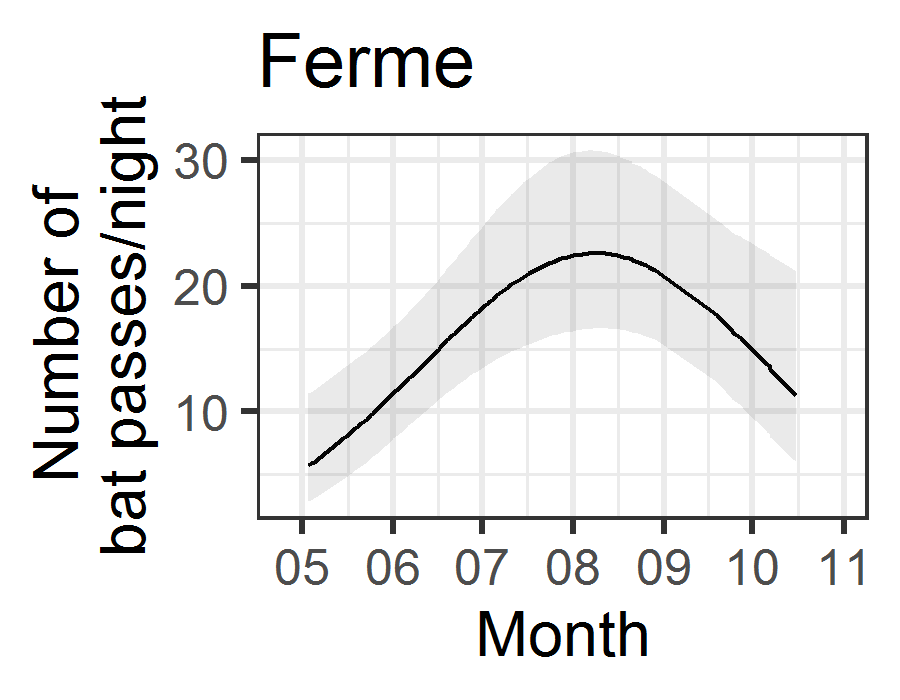 Ferme
Number of
bat passes/night
30
20
10
05 06 07 08 09 10 11
Month